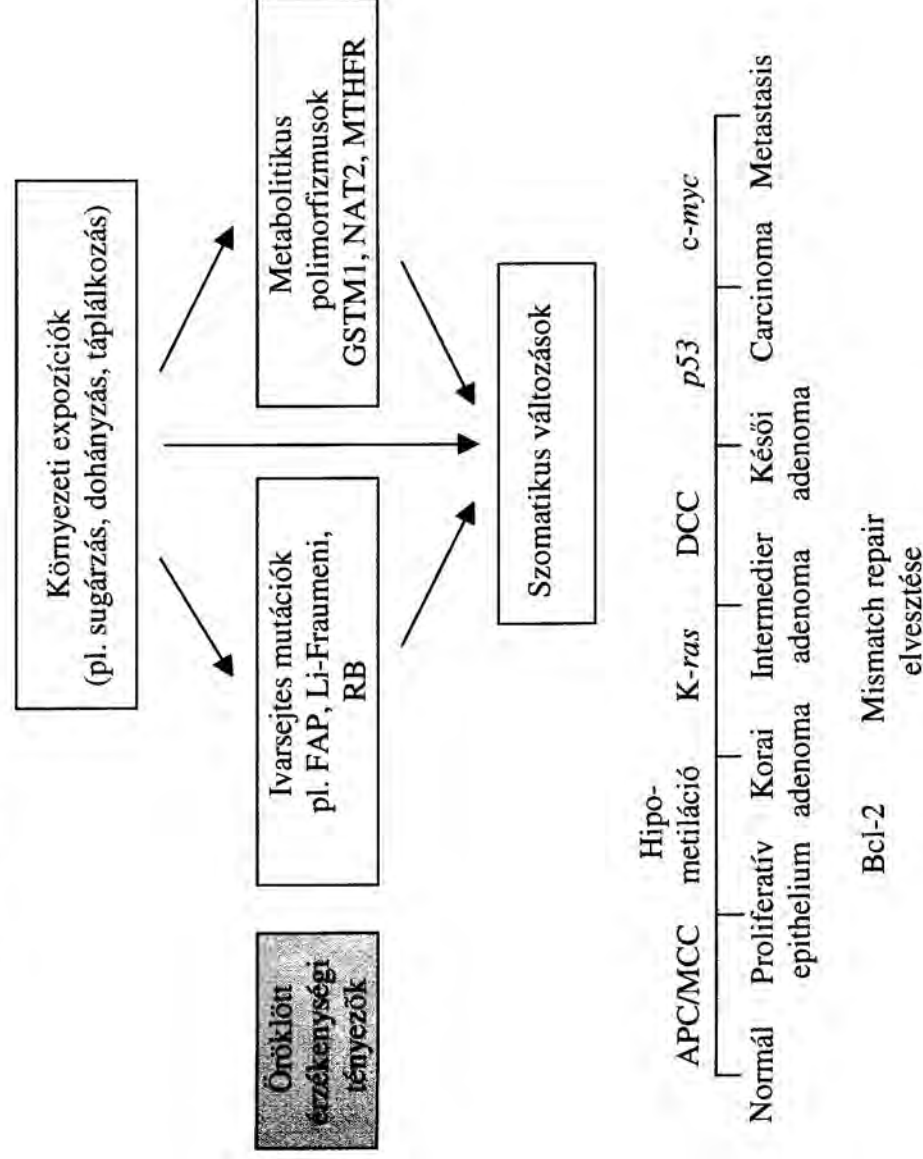 Környezeti expozíciók
(pl. sugárzás, dohányzás, táplálkozás)
Öröklött
érzékenységi
tényezők
Ivarsejtes mutációk
pl. FAP, Li-Fraumeni,
RB
Metabolitikus
polimorfizmusok
GSTM1, NAT2, MTHFR
Szomatikus változások
Hipo-
APC/MCC metiláció K-ras DCC p53 c-myc
Normál Proliferatív Korai Intermedier Késői Carcinoma Metastasis
epithelium adenoma adenoma adenoma
Bcl-2 Mismatch repair
elvesztése